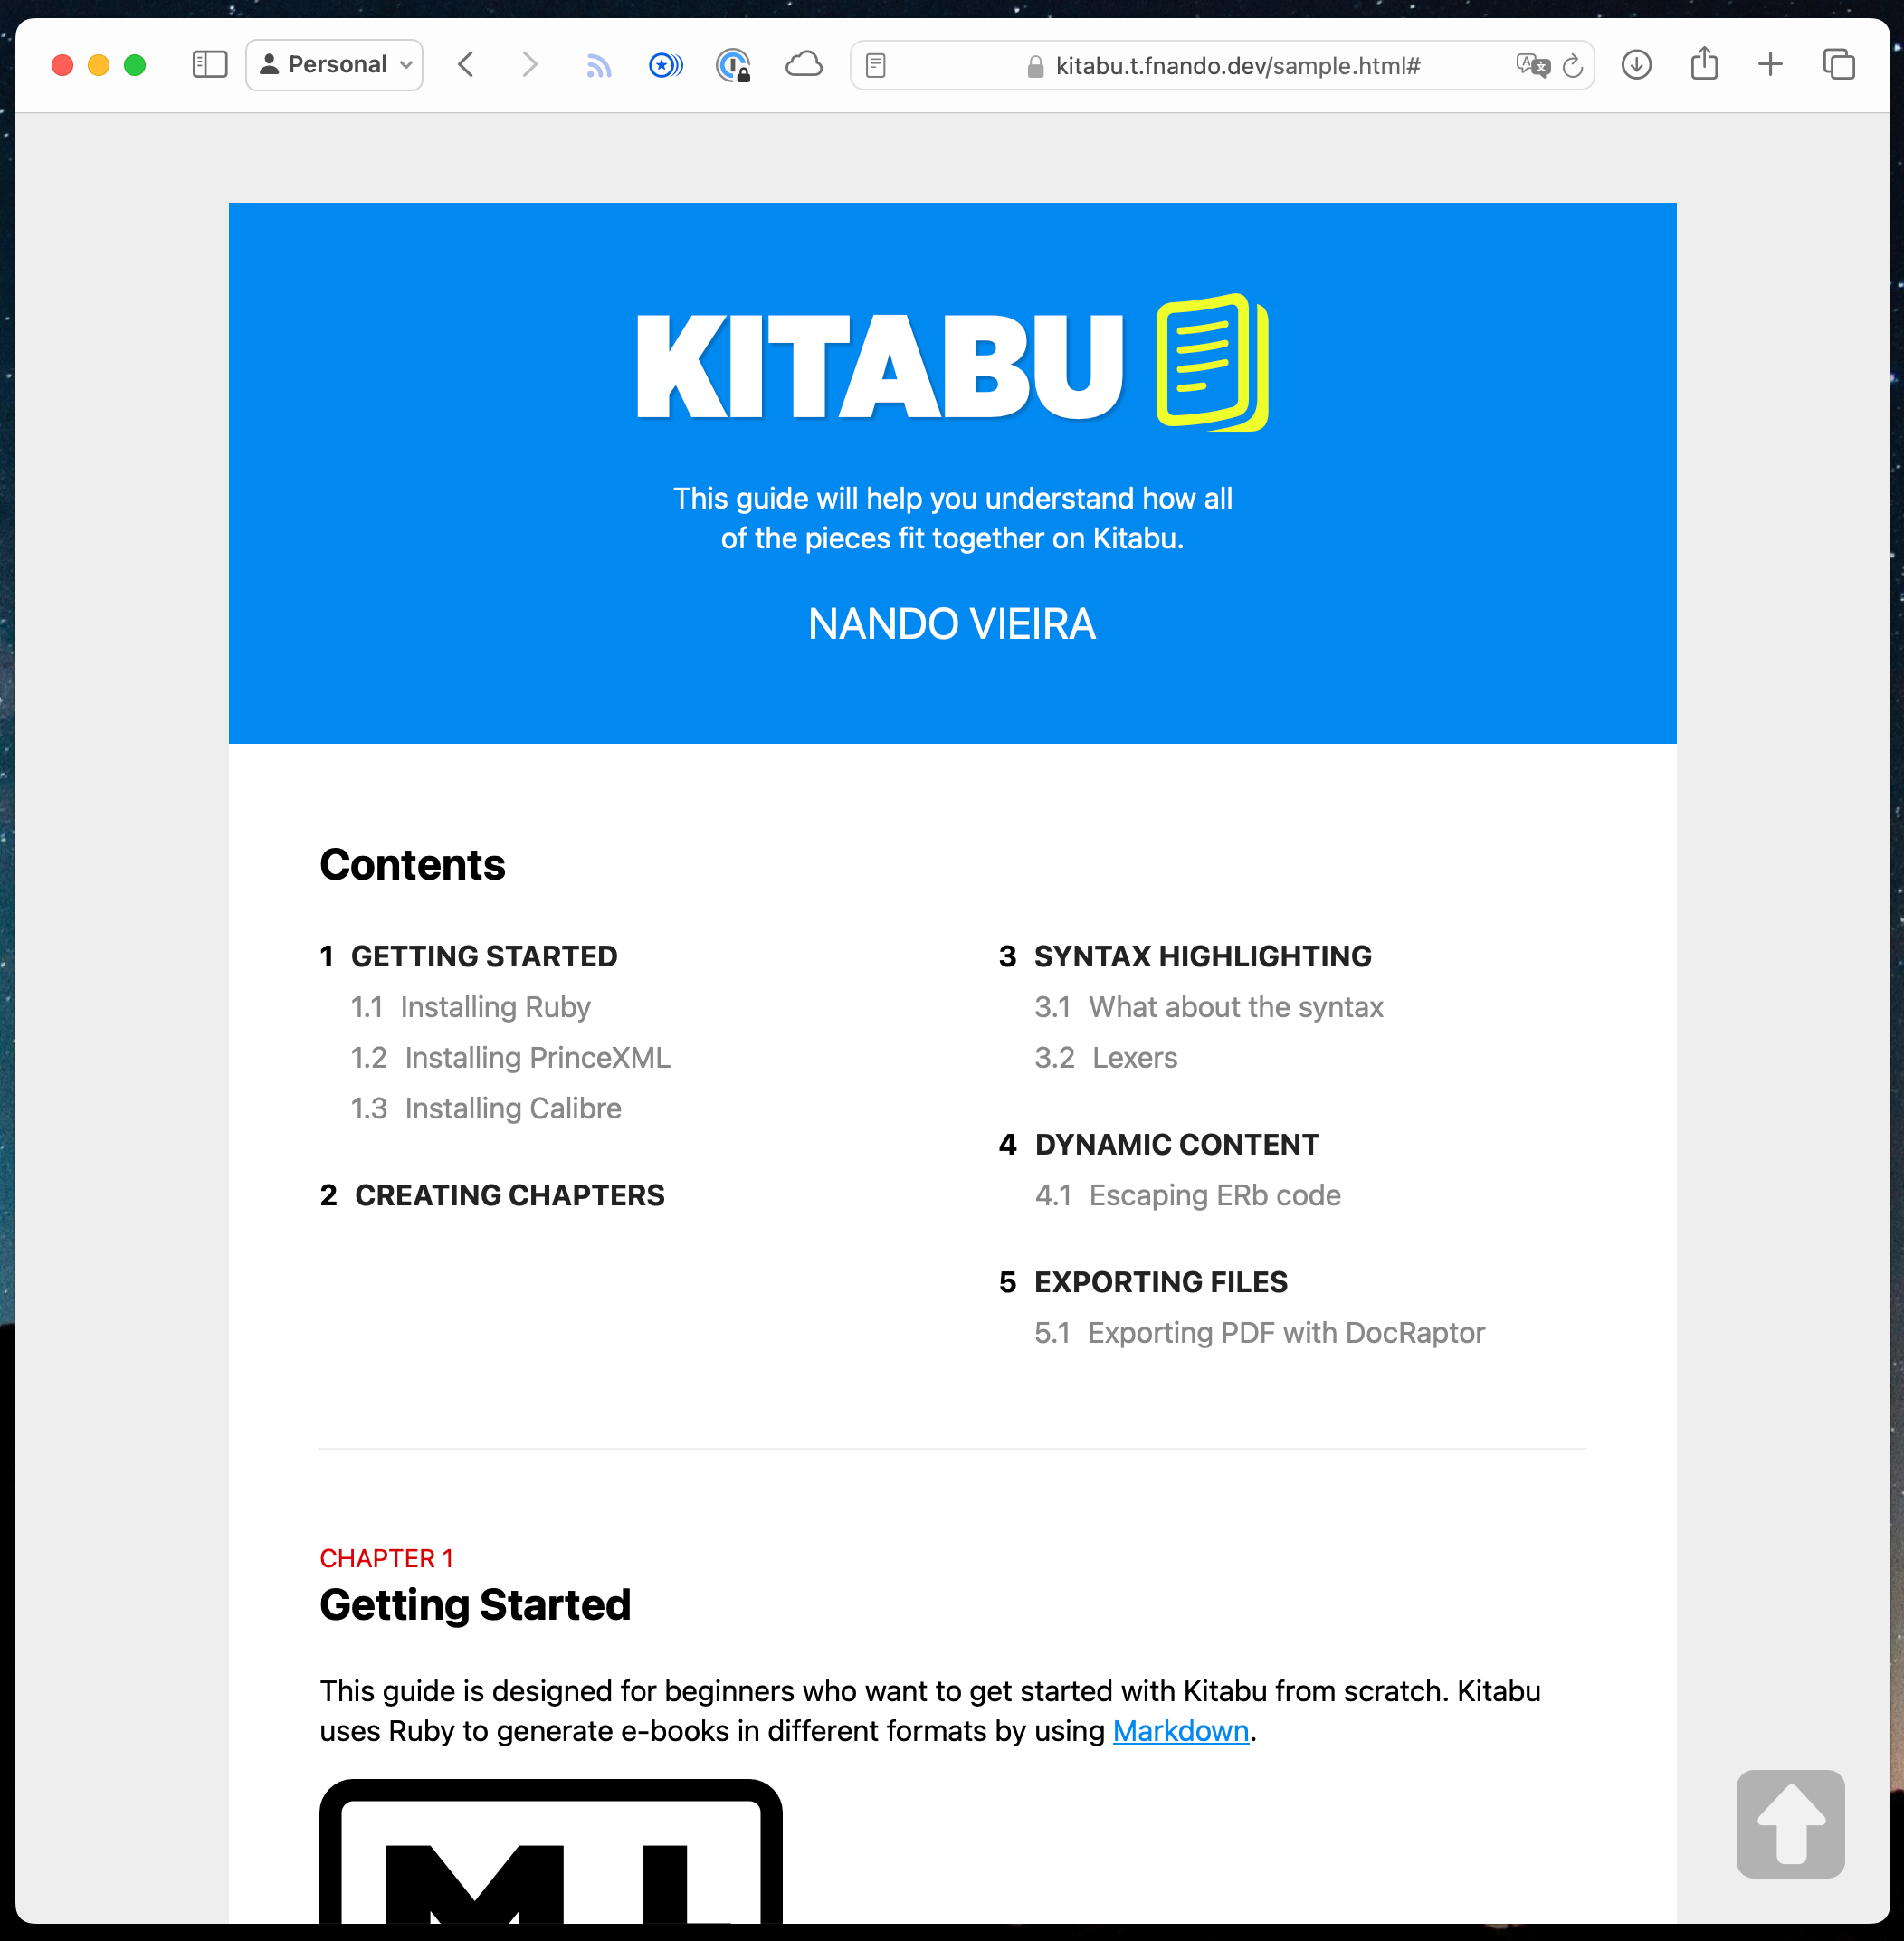 Personal
kitabu.t.fnando.dev/sample.html#
KITABU
This guide will help you understand how all
of the pieces fit together on Kitabu.
NANDO VIEIRA
Contents
1 GETTING STARTED
1.1 Installing Ruby
1.2 Installing PrinceXML
1.3 Installing Calibre
2 CREATING CHAPTERS
3 SYNTAX HIGHLIGHTING
3.1 What about the syntax
3.2 Lexers
4 DYNAMIC CONTENT
4.1 Escaping ERb code
5 EXPORTING FILES
5.1 Exporting PDF with DocRaptor
CHAPTER 1
Getting Started
This guide is designed for beginners who want to get started with Kitabu from scratch. Kitabu
uses Ruby to generate e-books in different formats by using Markdown.